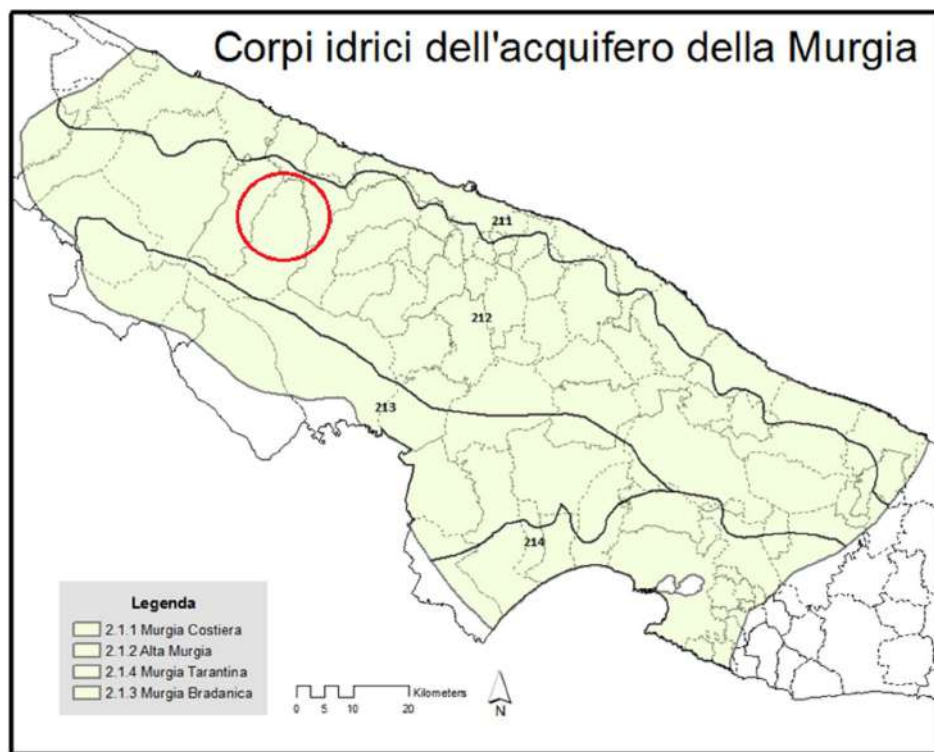 Corpi idrici dell'acquifero della Murgia
211
212
213
214
Legenda
2.1.1 Murgia Costiera
2.1.2 Alta Murgia
2.1.4 Murgia Tarantina
2.1.3 Murgia Bradanica
Kilometers
0 5 10 20
N